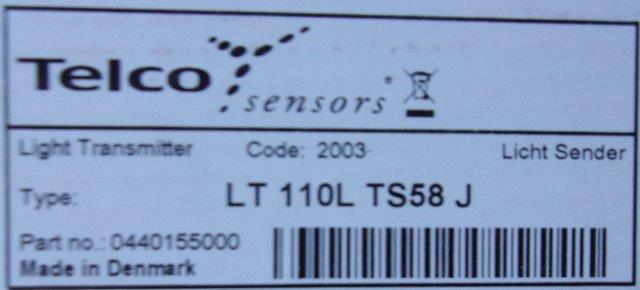 Telco sensors
Light Transmitter Code: 2003 Licht Sender
Type: LT 110L TS58 J
Part no.: 0440155000
Made in Denmark